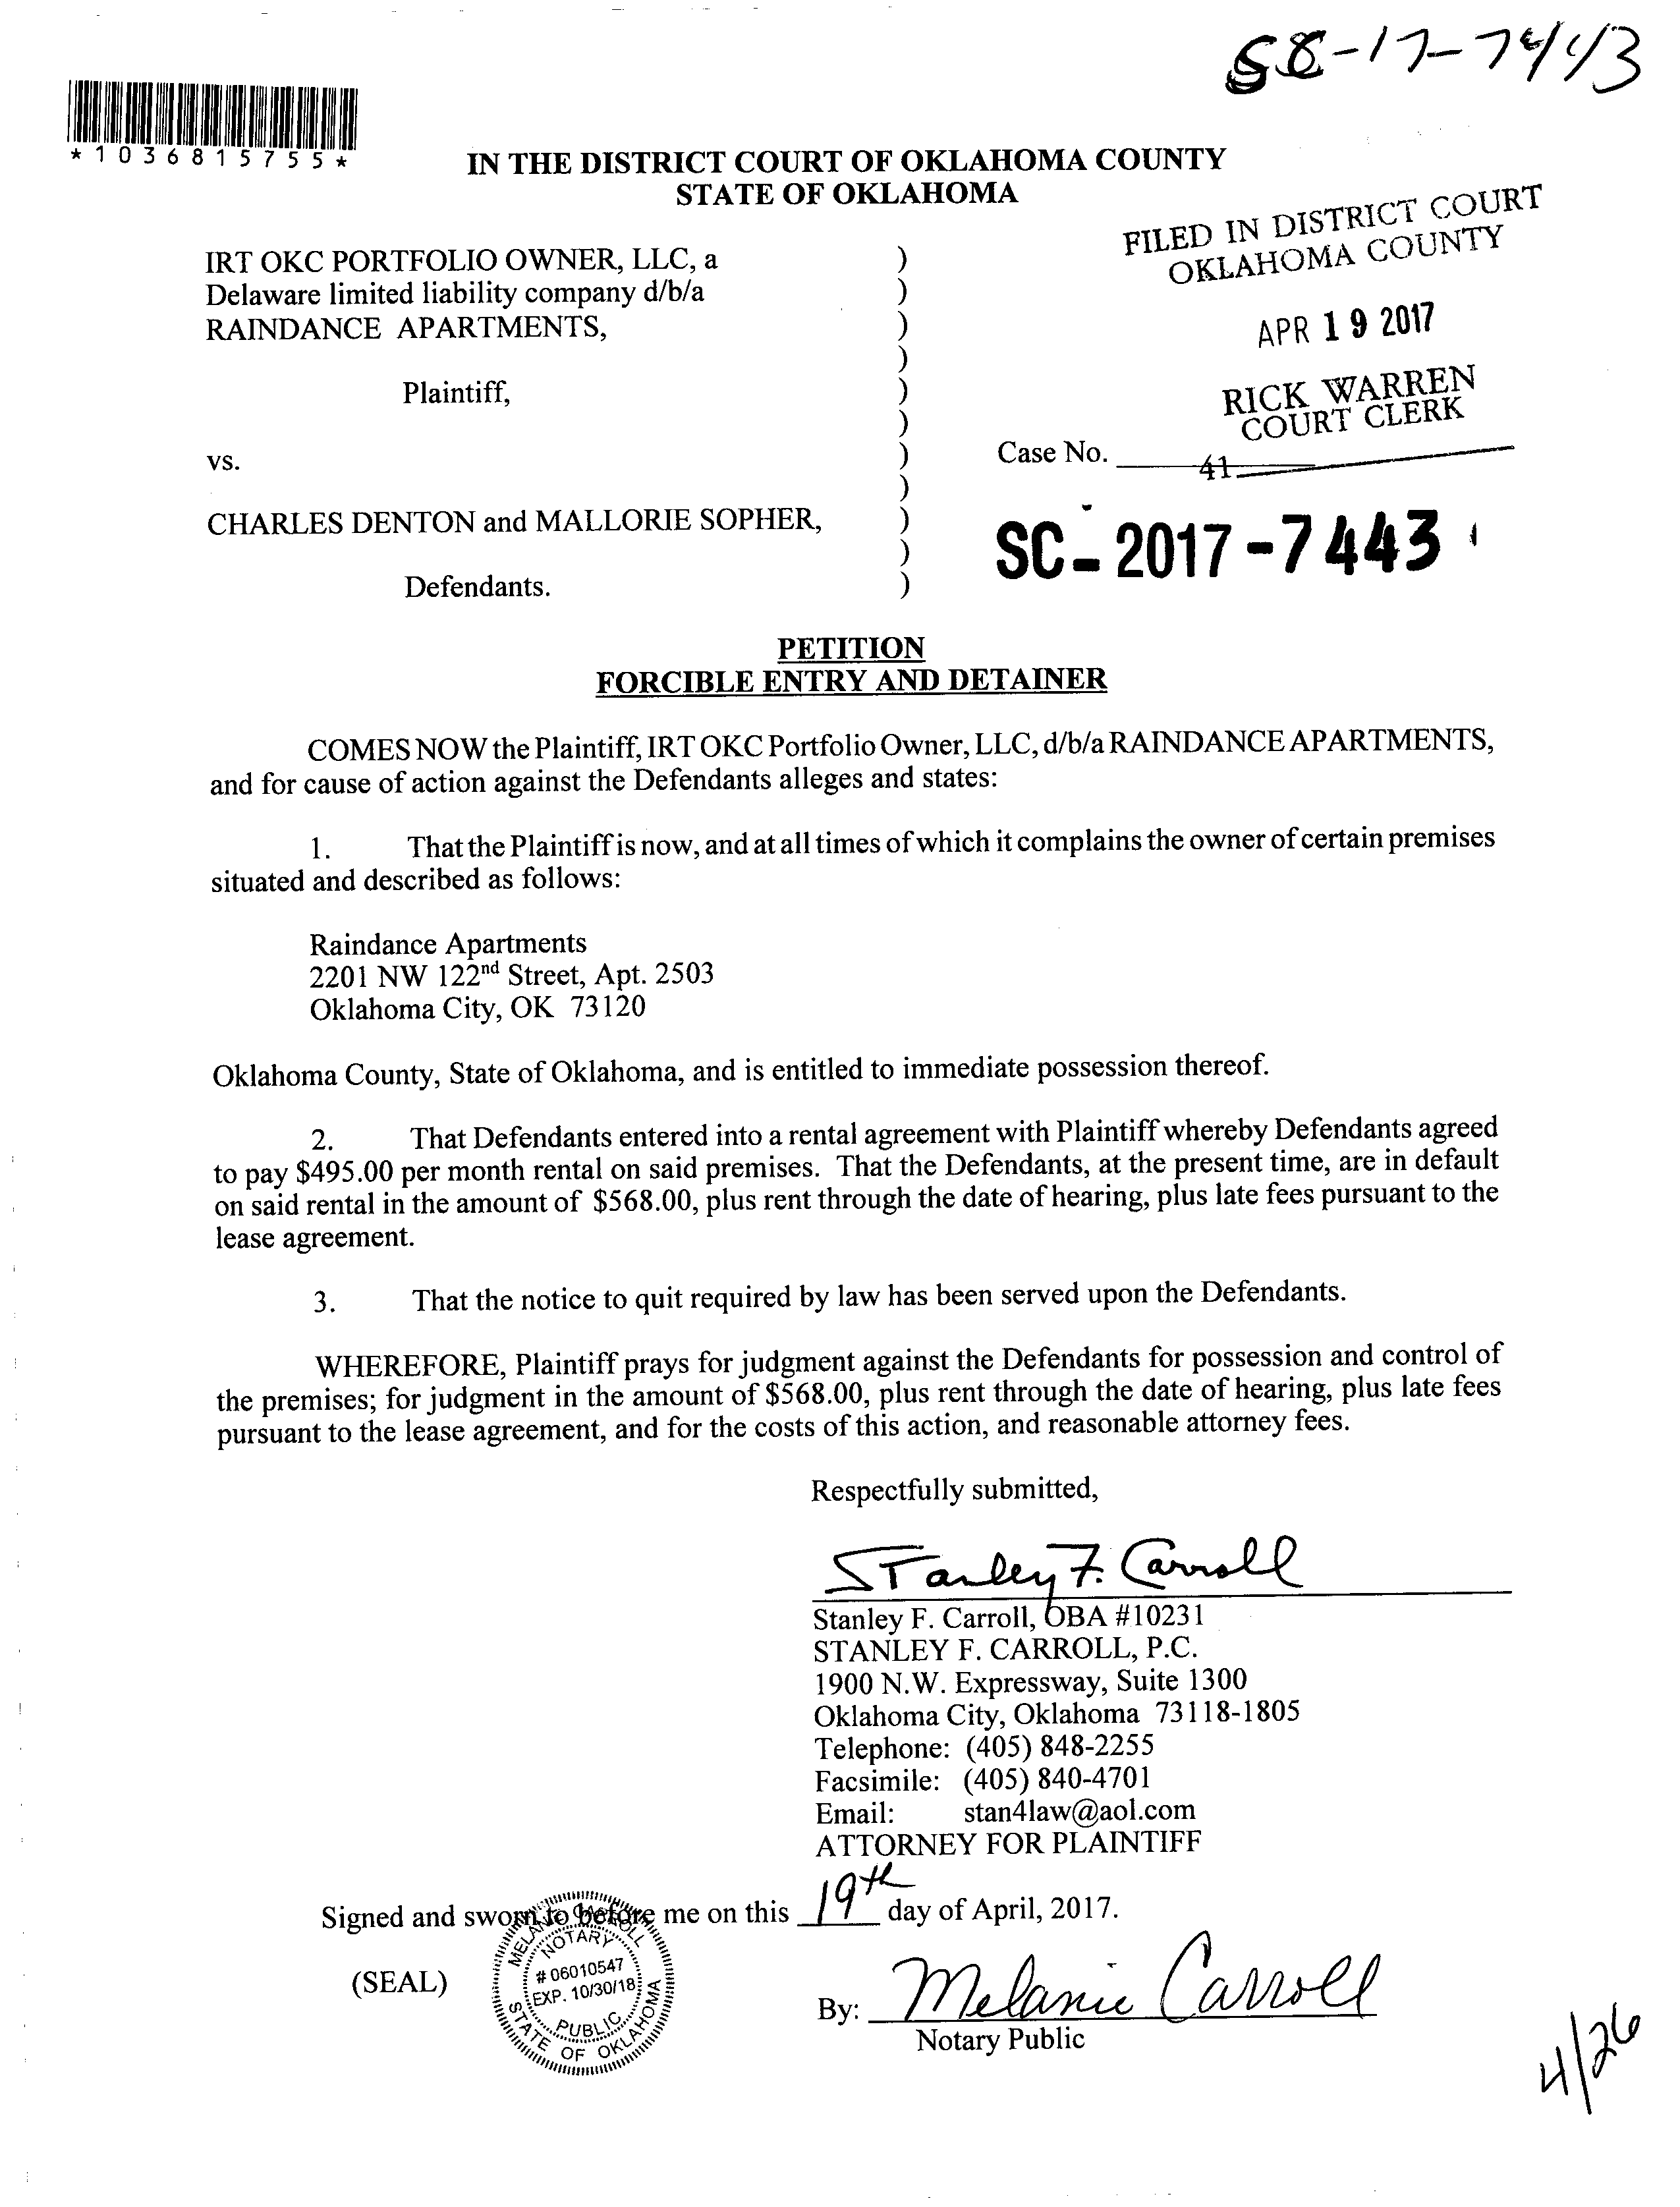 SC-17-7443
*1036815755*
IN THE DISTRICT COURT OF OKLAHOMA COUNTY
STATE OF OKLAHOMA
FILED IN DISTRICT COURT
OKLAHOMA COUNTY
APR 19 2017
RICK WARREN
COURT CLERK
41
IRT OKC PORTFOLIO OWNER, LLC, a )
Delaware limited liability company d/b/a )
RAINDANCE APARTMENTS, )
)
Plaintiff, )
)
vs. ) Case No.
)
CHARLES DENTON and MALLORIE SOPHER, )
)
Defendants. )
SC-2017-7443
PETITION
FORCIBLE ENTRY AND DETAINER
COMES NOW the Plaintiff, IRT OKC Portfolio Owner, LLC, d/b/a RAINDANCE APARTMENTS,
and for cause of action against the Defendants alleges and states:
1. That the Plaintiff is now, and at all times of which it complains the owner of certain premises
situated and described as follows:
Raindance Apartments
2201 NW 122nd Street, Apt. 2503
Oklahoma City, OK 73120
Oklahoma County, State of Oklahoma, and is entitled to immediate possession thereof.
2. That Defendants entered into a rental agreement with Plaintiff whereby Defendants agreed
to pay $495.00 per month rental on said premises. That the Defendants, at the present time, are in default
on said rental in the amount of $568.00, plus rent through the date of hearing, plus late fees pursuant to the
lease agreement.
3. That the notice to quit required by law has been served upon the Defendants.
WHEREFORE, Plaintiff prays for judgment against the Defendants for possession and control of
the premises; for judgment in the amount of $568.00, plus rent through the date of hearing, plus late fees
pursuant to the lease agreement, and for the costs of this action, and reasonable attorney fees.
Respectfully submitted,
Stanley F. Carroll
Stanley F. Carroll, OBA #10231
STANLEY F. CARROLL, P.C.
1900 N.W. Expressway, Suite 1300
Oklahoma City, Oklahoma 73118-1805
Telephone: (405) 848-2255
Facsimile: (405) 840-4701
Email: stan4law@aol.com
ATTORNEY FOR PLAINTIFF
Signed and sworn to before me on this 19th day of April, 2017.
(SEAL)
MELANIE CARROLL
NOTARY
# 06010547
EXP. 10/30/18
PUBLIC
STATE OF OKLAHOMA
By: Melanie Carroll
Notary Public
4/26